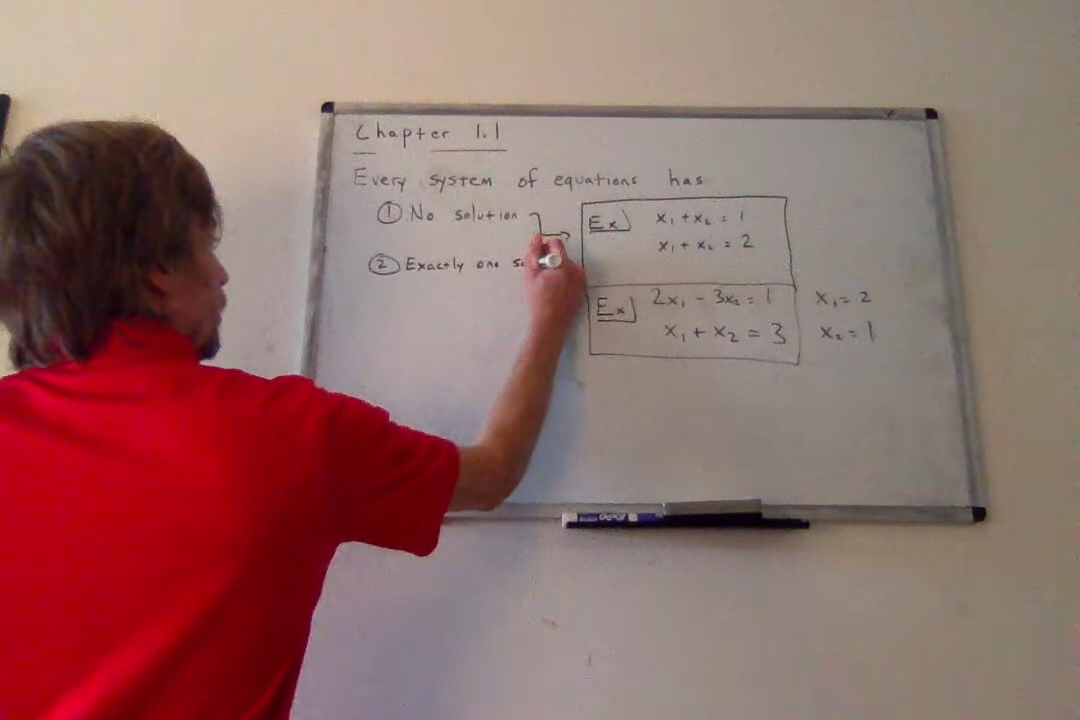 Chapter 1.1
Every system of equations has
① No solution
Ex x₁ + x₂ = 1
x₁ + x₂ = 2
② Exactly one
Ex 2x₁ - 3x₂ = 1 x₁ = 2
x₁ + x₂ = 3 x₂ = 1